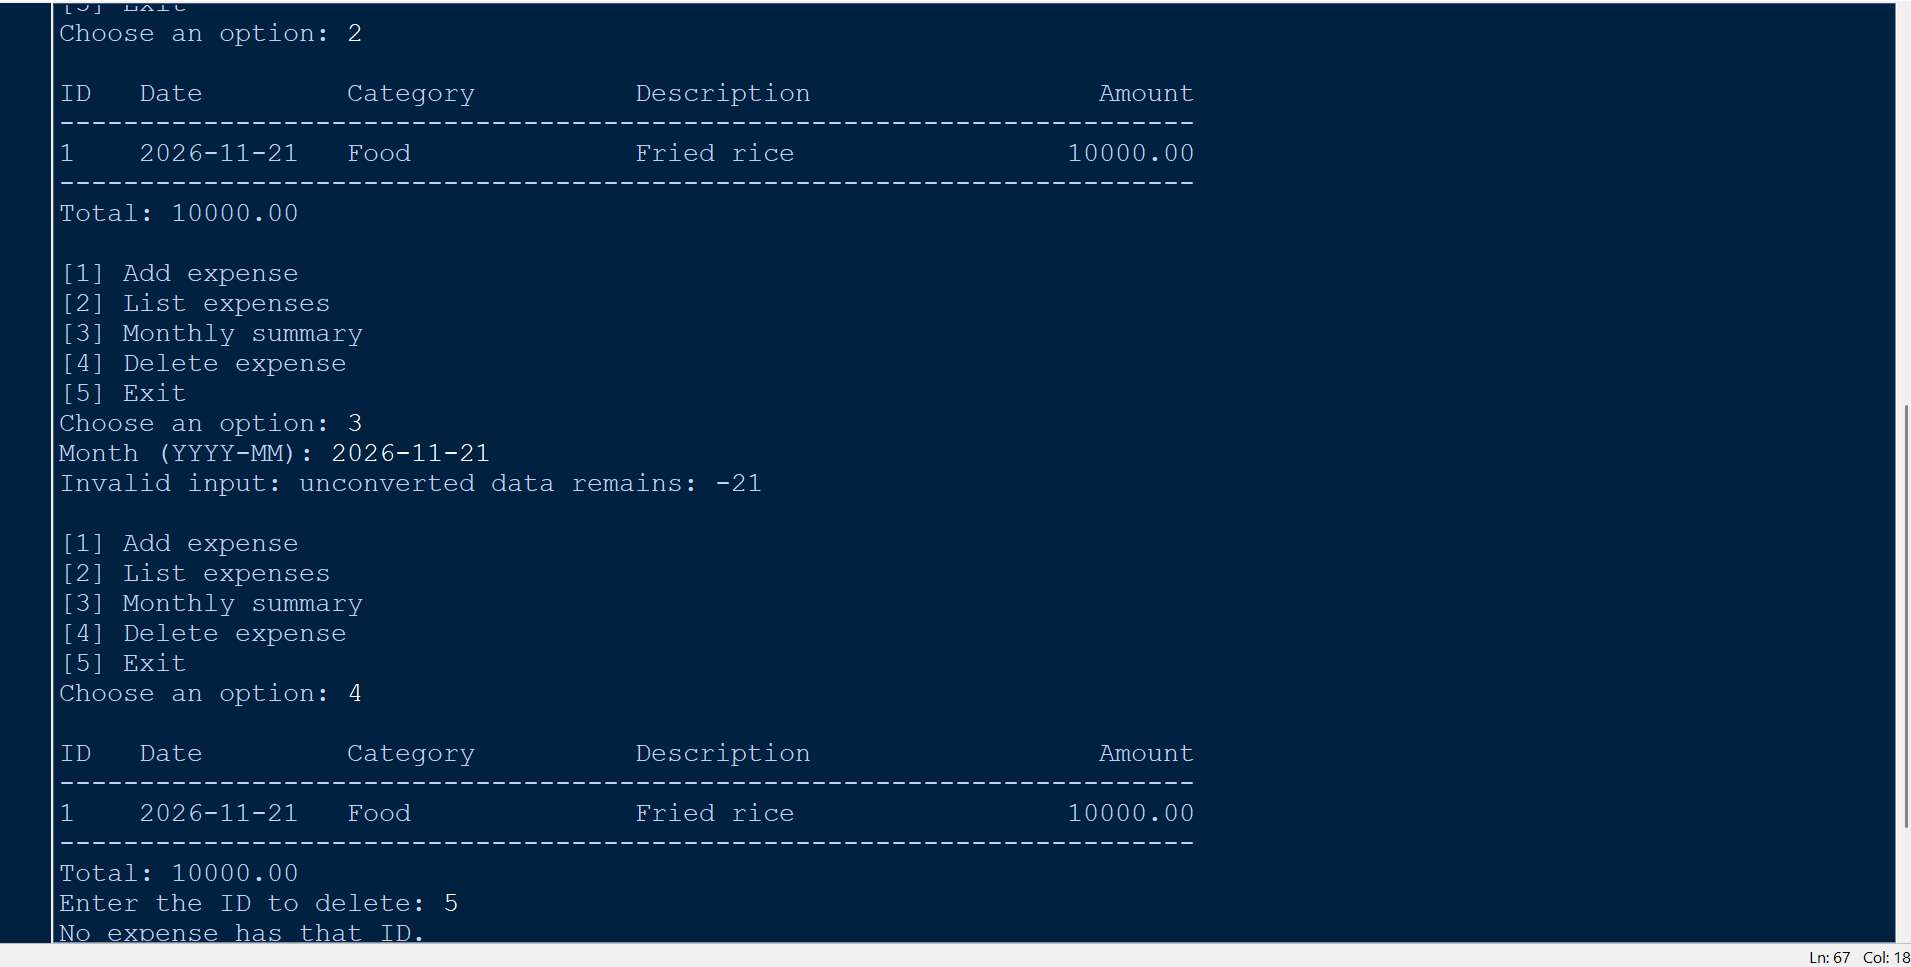 [5] Exit
Choose an option: 2
ID Date Category Description Amount
-----------------------------------------------------------------------
1 2026-11-21 Food Fried rice 10000.00
-----------------------------------------------------------------------
Total: 10000.00
[1] Add expense
[2] List expenses
[3] Monthly summary
[4] Delete expense
[5] Exit
Choose an option: 3
Month (YYYY-MM): 2026-11-21
Invalid input: unconverted data remains: -21
[1] Add expense
[2] List expenses
[3] Monthly summary
[4] Delete expense
[5] Exit
Choose an option: 4
ID Date Category Description Amount
-----------------------------------------------------------------------
1 2026-11-21 Food Fried rice 10000.00
-----------------------------------------------------------------------
Total: 10000.00
Enter the ID to delete: 5
No expense has that ID.
Ln: 67 Col: 18